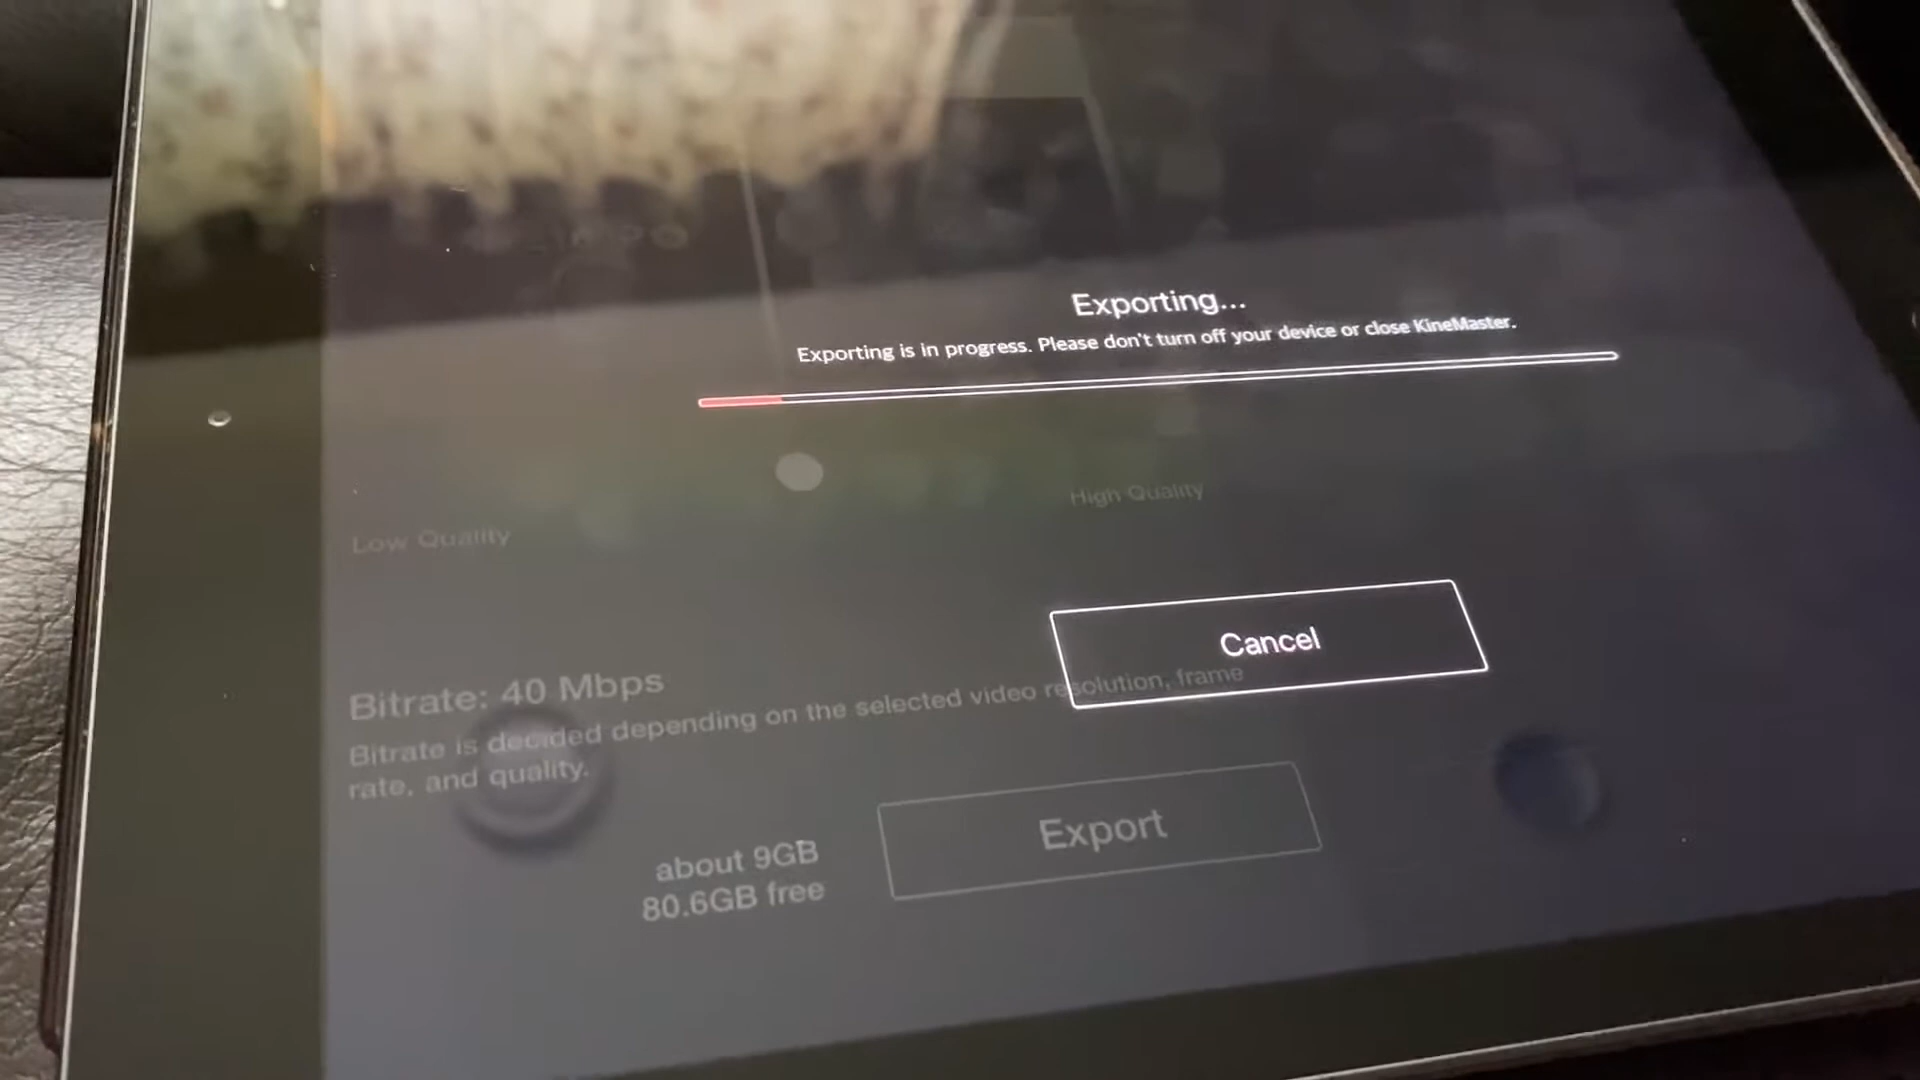 Exporting...
Exporting is in progress. Please don't turn off your device or close KineMaster.
High Quality
Low Quality
Cancel
Bitrate: 40 Mbps
Bitrate is decided depending on the selected video resolution, frame
rate, and quality.
Export
about 9GB
80.6GB free